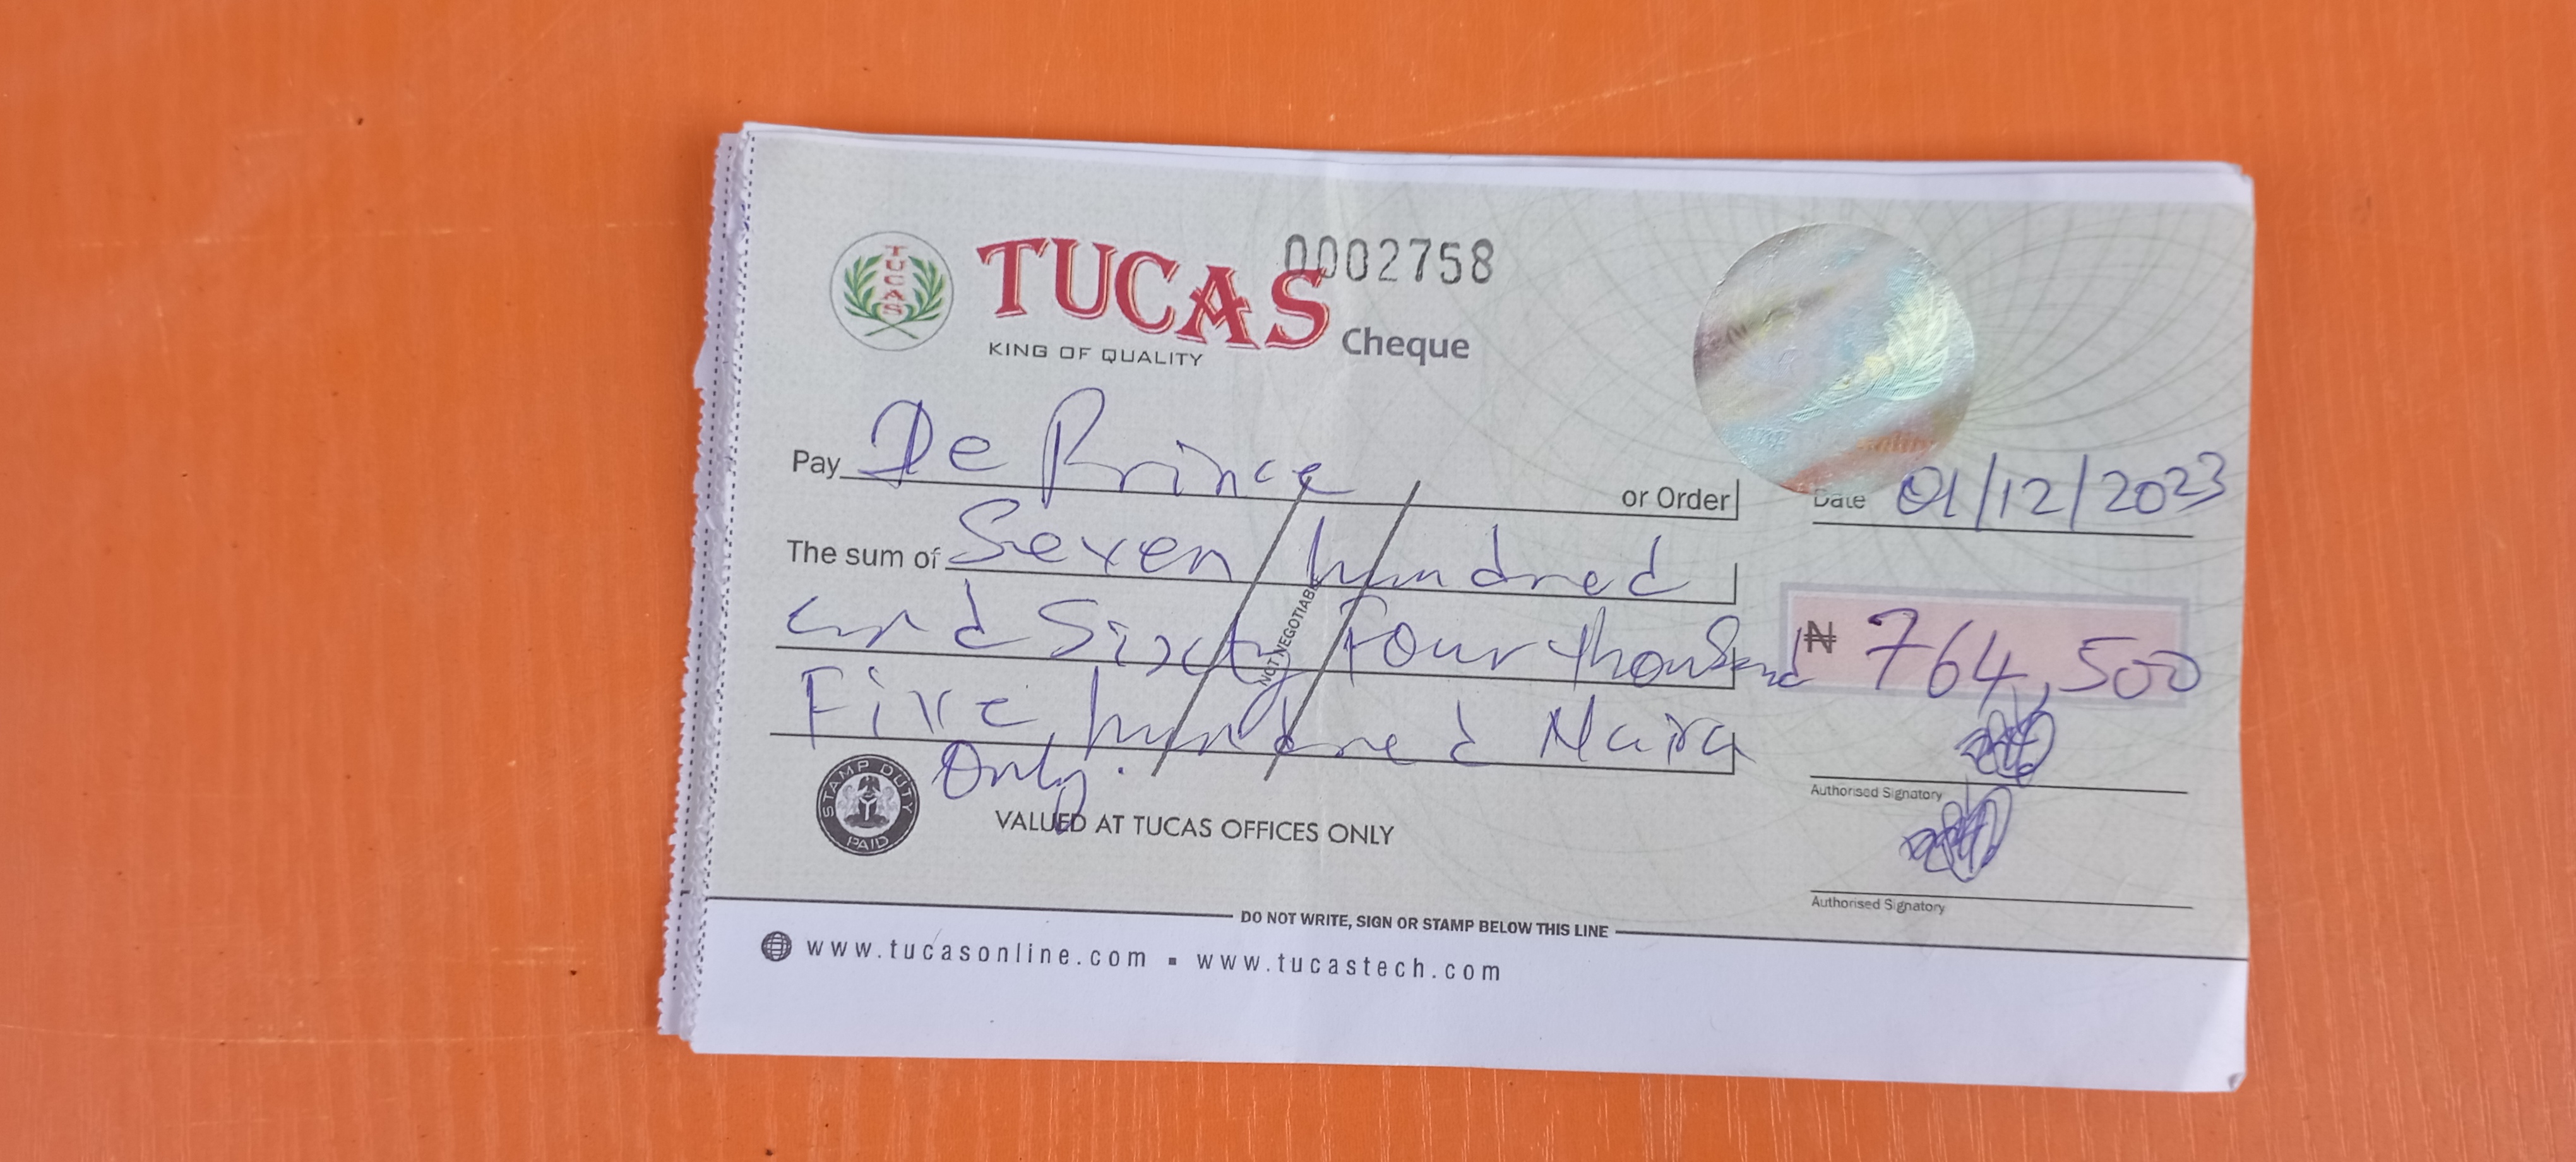 TUCAS
0002758
TUCAS
KING OF QUALITY
Cheque
Pay De Prince or Order
Date 01/12/2023
The sum of Seven hundred
and Sixty Four thousand
₦ 764,500
Five hundred Naira
Only.
NOT NEGOTIABLE
STAMP DUTY
PAID
VALUED AT TUCAS OFFICES ONLY
Authorised Signatory
Authorised Signatory
DO NOT WRITE, SIGN OR STAMP BELOW THIS LINE
www.tucasonline.com ▪ www.tucastech.com